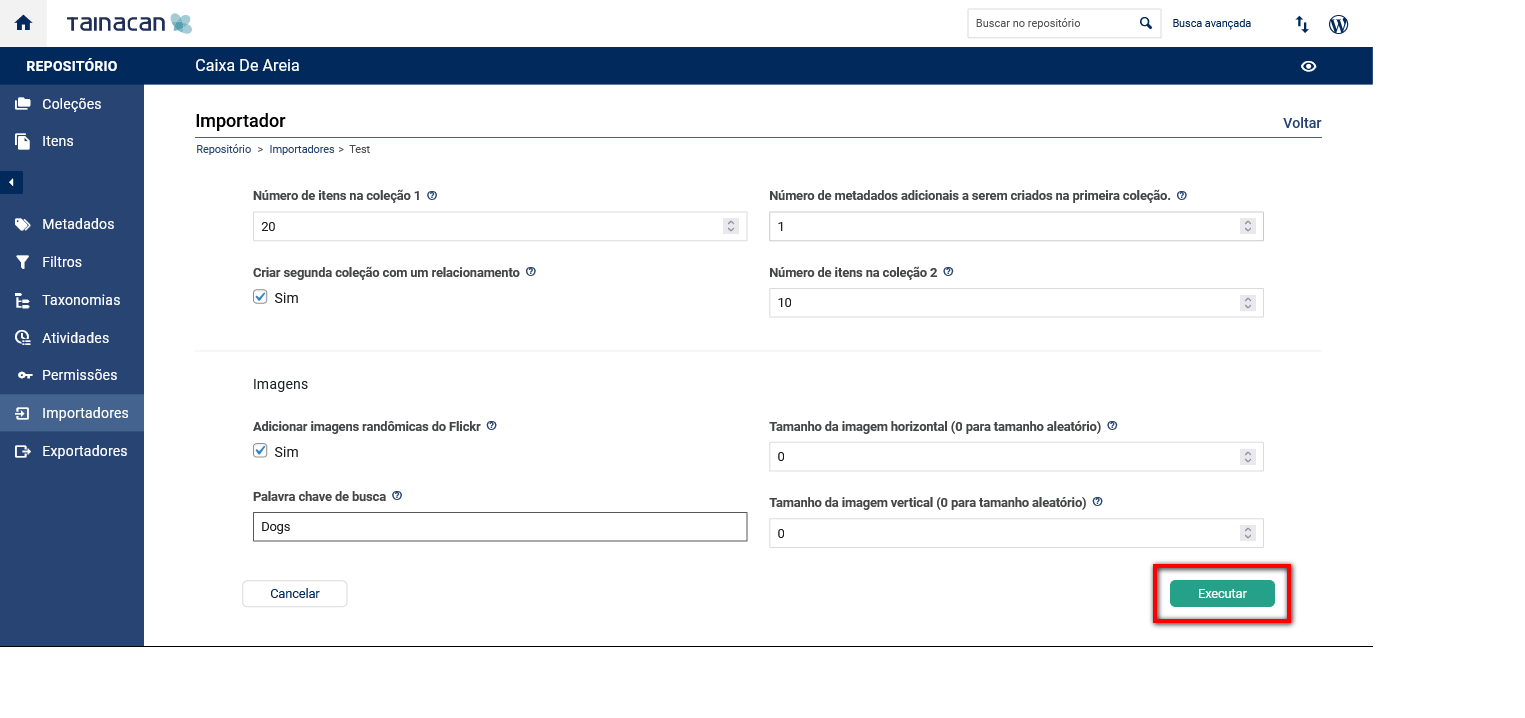 Tainacan
Buscar no repositório
Busca avançada
REPOSITÓRIO
Caixa De Areia
Coleções
Itens
Metadados
Filtros
Taxonomias
Atividades
Permissões
Importadores
Exportadores
Importador
Voltar
Repositório > Importadores > Test
Número de itens na coleção 1
20
Número de metadados adicionais a serem criados na primeira coleção.
1
Criar segunda coleção com um relacionamento
Sim
Número de itens na coleção 2
10
Imagens
Adicionar imagens randômicas do Flickr
Sim
Tamanho da imagem horizontal (0 para tamanho aleatório)
0
Palavra chave de busca
Dogs
Tamanho da imagem vertical (0 para tamanho aleatório)
0
Cancelar
Executar